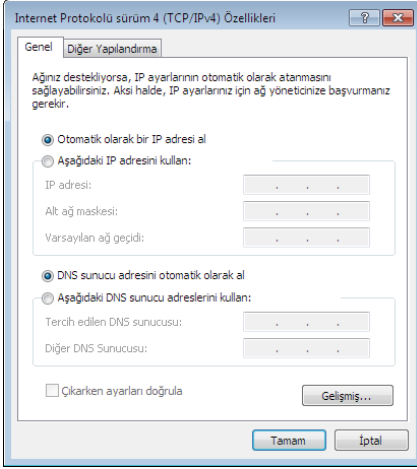 Internet Protokolü sürüm 4 (TCP/IPv4) Özellikleri
Genel
Diğer Yapılandırma
Ağınız destekliyorsa, IP ayarlarının otomatik olarak atanmasını
sağlayabilirsiniz. Aksi halde, IP ayarlarınız için ağ yöneticinize başvurmanız
gerekir.
Otomatik olarak bir IP adresi al
Aşağıdaki IP adresini kullan:
IP adresi:
Alt ağ maskesi:
Varsayılan ağ geçidi:
DNS sunucu adresini otomatik olarak al
Aşağıdaki DNS sunucu adreslerini kullan:
Tercih edilen DNS sunucusu:
Diğer DNS Sunucusu:
Çıkarken ayarları doğrula
Gelişmiş...
Tamam
İptal